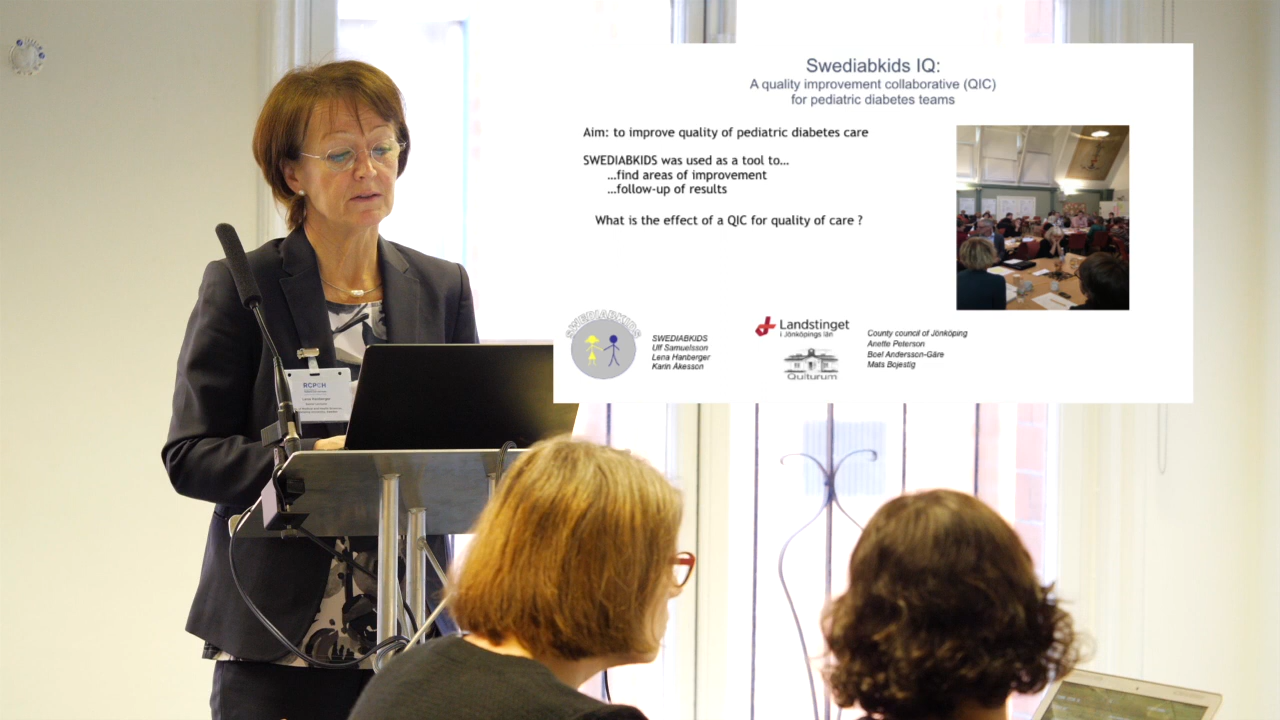 Swediabkids IQ:
A quality improvement collaborative (QIC)
for pediatric diabetes teams
Aim: to improve quality of pediatric diabetes care
SWEDIABKIDS was used as a tool to…
…find areas of improvement
…follow-up of results
What is the effect of a QIC for quality of care ?
SWEDIABKIDS
SWEDIABKIDS
Ulf Samuelsson
Lena Hanberger
Karin Åkesson
Landstinget
i Jönköpings län
Qulturum
County council of Jönköping
Anette Peterson
Boel Andersson-Gäre
Mats Bojestig
RCPCH
Lena Hanberger